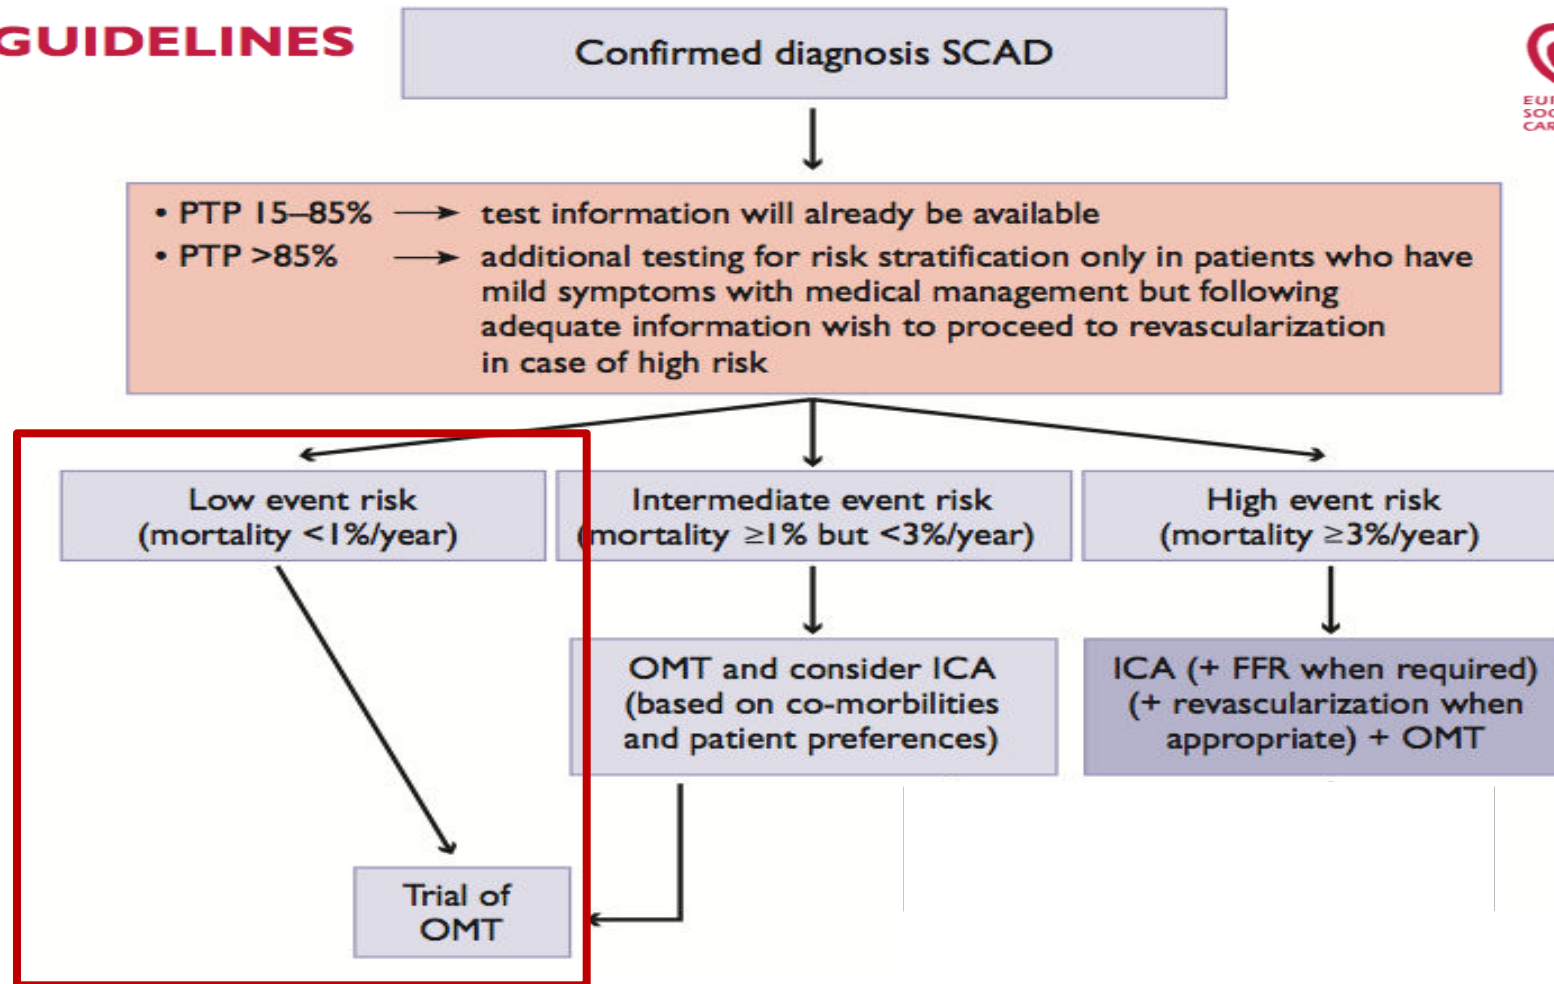 GUIDELINES
Confirmed diagnosis SCAD
• PTP 15–85% → test information will already be available
• PTP >85% → additional testing for risk stratification only in patients who have
mild symptoms with medical management but following
adequate information wish to proceed to revascularization
in case of high risk
Low event risk
(mortality <1%/year)
Intermediate event risk
(mortality ≥1% but <3%/year)
High event risk
(mortality ≥3%/year)
OMT and consider ICA
(based on co-morbilities
and patient preferences)
ICA (+ FFR when required)
(+ revascularization when
appropriate) + OMT
Trial of
OMT